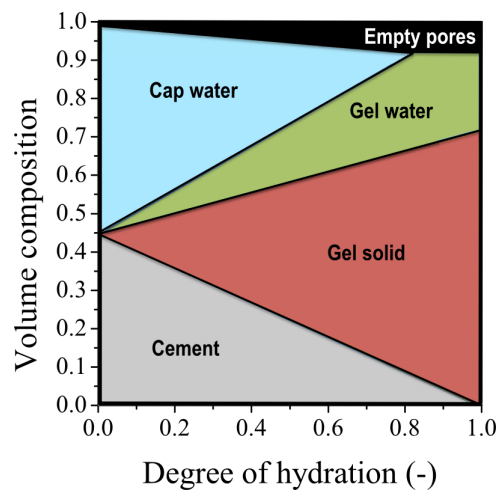 1.0
Empty pores
0.9
Cap water
0.8
Gel water
0.7
0.6
0.5
Volume composition
0.4
Gel solid
0.3
0.2
Cement
0.1
0.0
0.0 0.2 0.4 0.6 0.8 1.0
Degree of hydration (-)